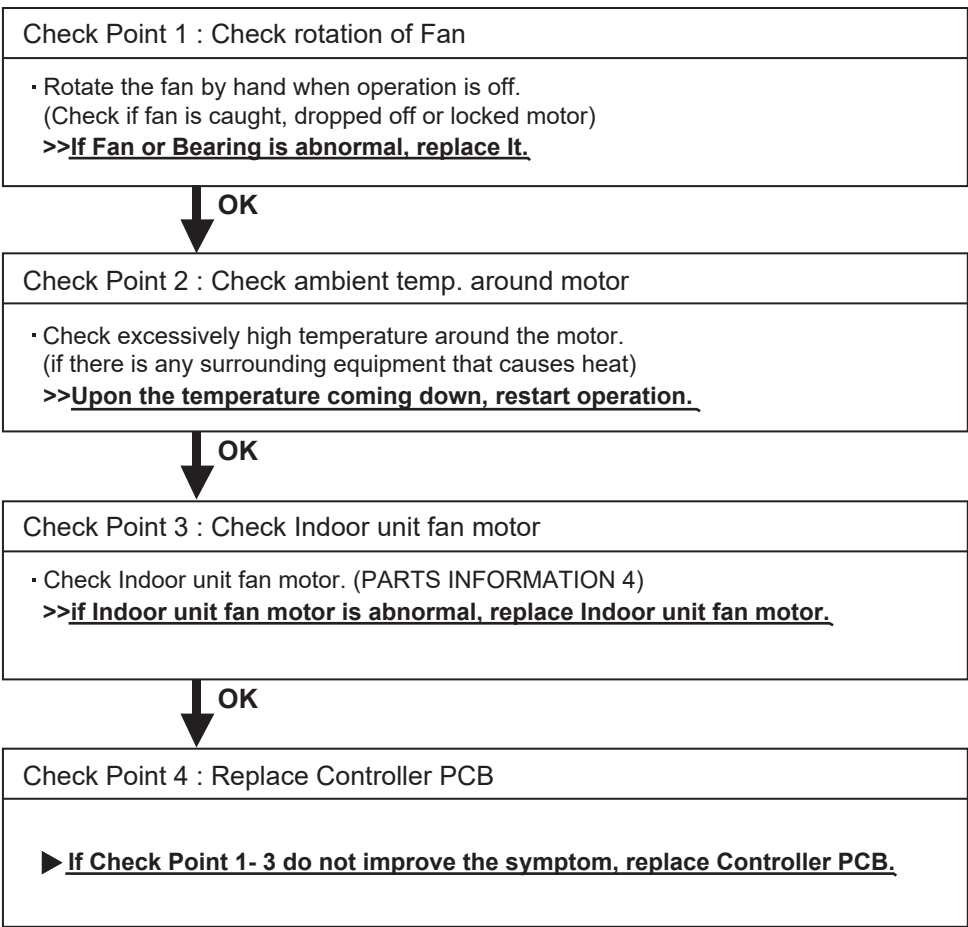 Check Point 1 : Check rotation of Fan
· Rotate the fan by hand when operation is off.
(Check if fan is caught, dropped off or locked motor)
>>If Fan or Bearing is abnormal, replace It.
OK
Check Point 2 : Check ambient temp. around motor
· Check excessively high temperature around the motor.
(if there is any surrounding equipment that causes heat)
>>Upon the temperature coming down, restart operation.
OK
Check Point 3 : Check Indoor unit fan motor
· Check Indoor unit fan motor. (PARTS INFORMATION 4)
>>if Indoor unit fan motor is abnormal, replace Indoor unit fan motor.
OK
Check Point 4 : Replace Controller PCB
▶ If Check Point 1- 3 do not improve the symptom, replace Controller PCB.